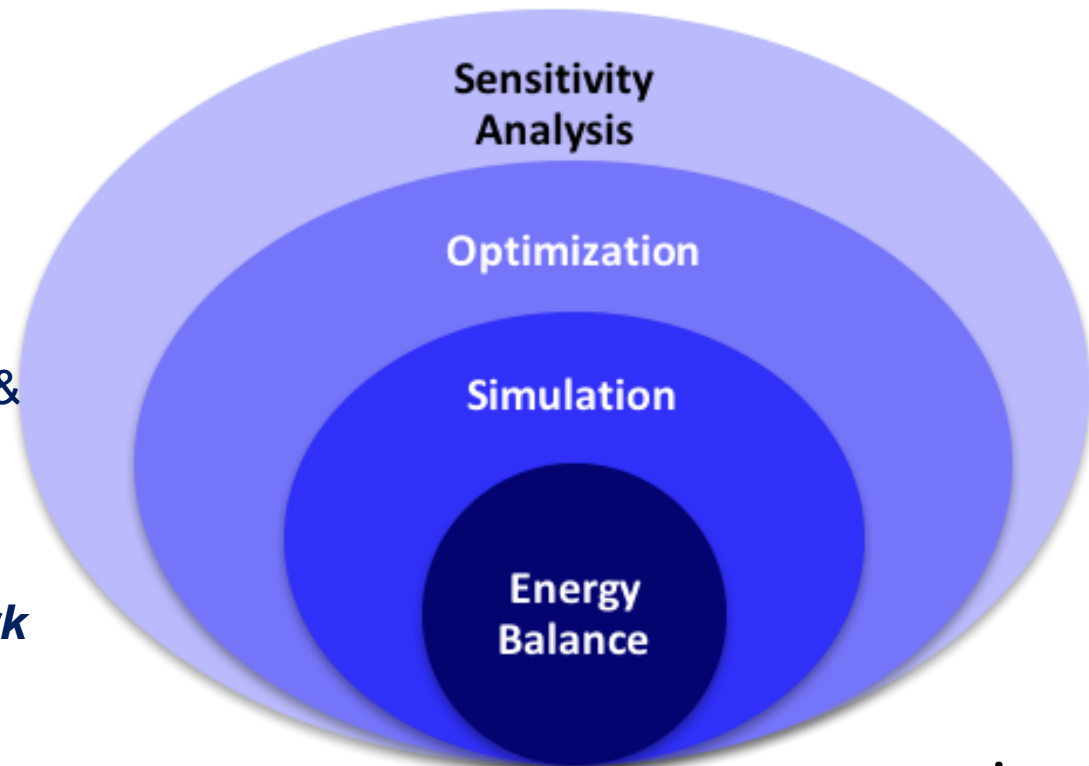 Sensitivity
Analysis
Optimization
&
Simulation
Energy
Balance